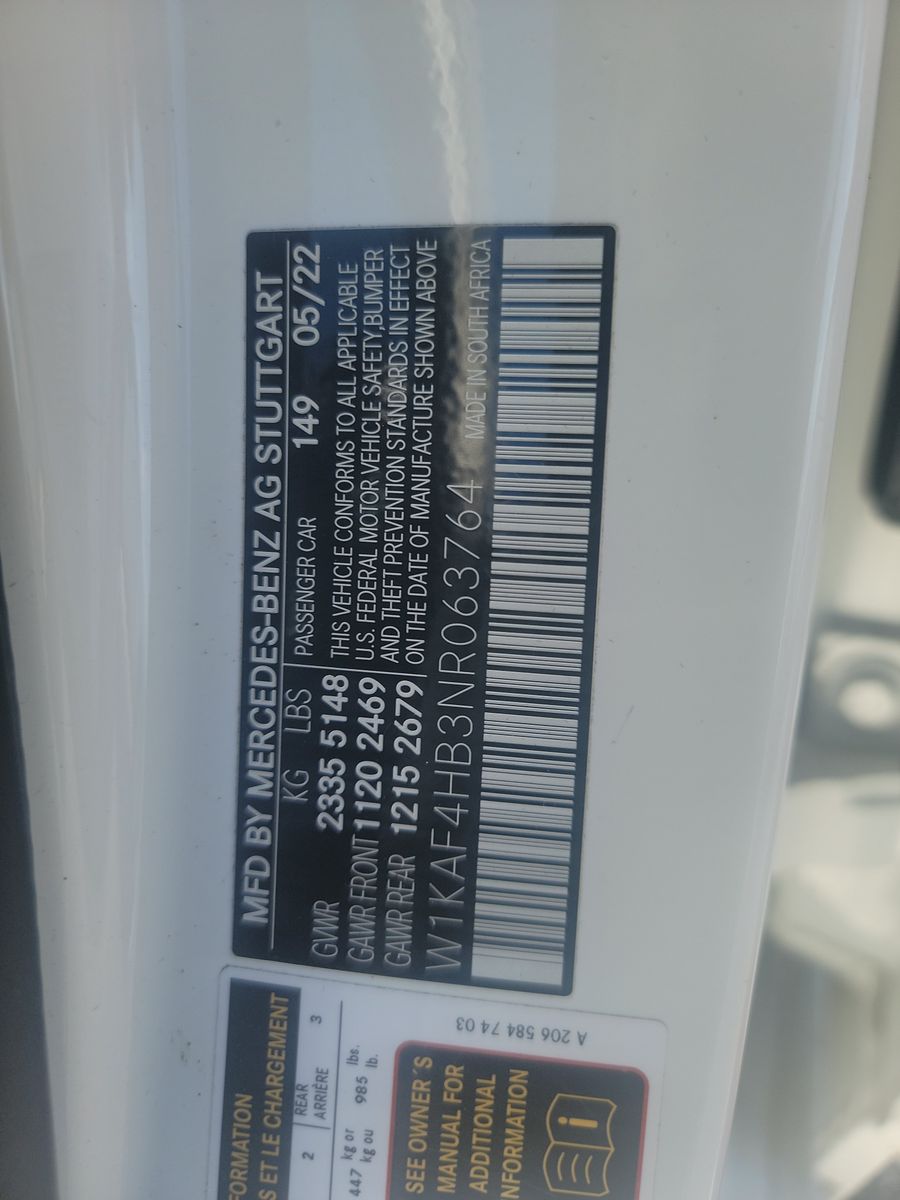 MFD BY MERCEDES-BENZ AG STUTTGART
KG LBS PASSENGER CAR 149 05/22
GVWR 2335 5148 THIS VEHICLE CONFORMS TO ALL APPLICABLE
GAWR FRONT 1120 2469 U.S. FEDERAL MOTOR VEHICLE SAFETY,BUMPER
GAWR REAR 1215 2679 AND THEFT PREVENTION STANDARDS IN EFFECT
ON THE DATE OF MANUFACTURE SHOWN ABOVE
W1KAF4HB3NR063764 MADE IN SOUTH AFRICA
FORMATION
S ET LE CHARGEMENT
2 REAR 3
ARRIÈRE
447 kg or 985 lbs.
kg ou lb.
SEE OWNER´S
MANUAL FOR
ADDITIONAL
NFORMATION
A 206 584 74 03